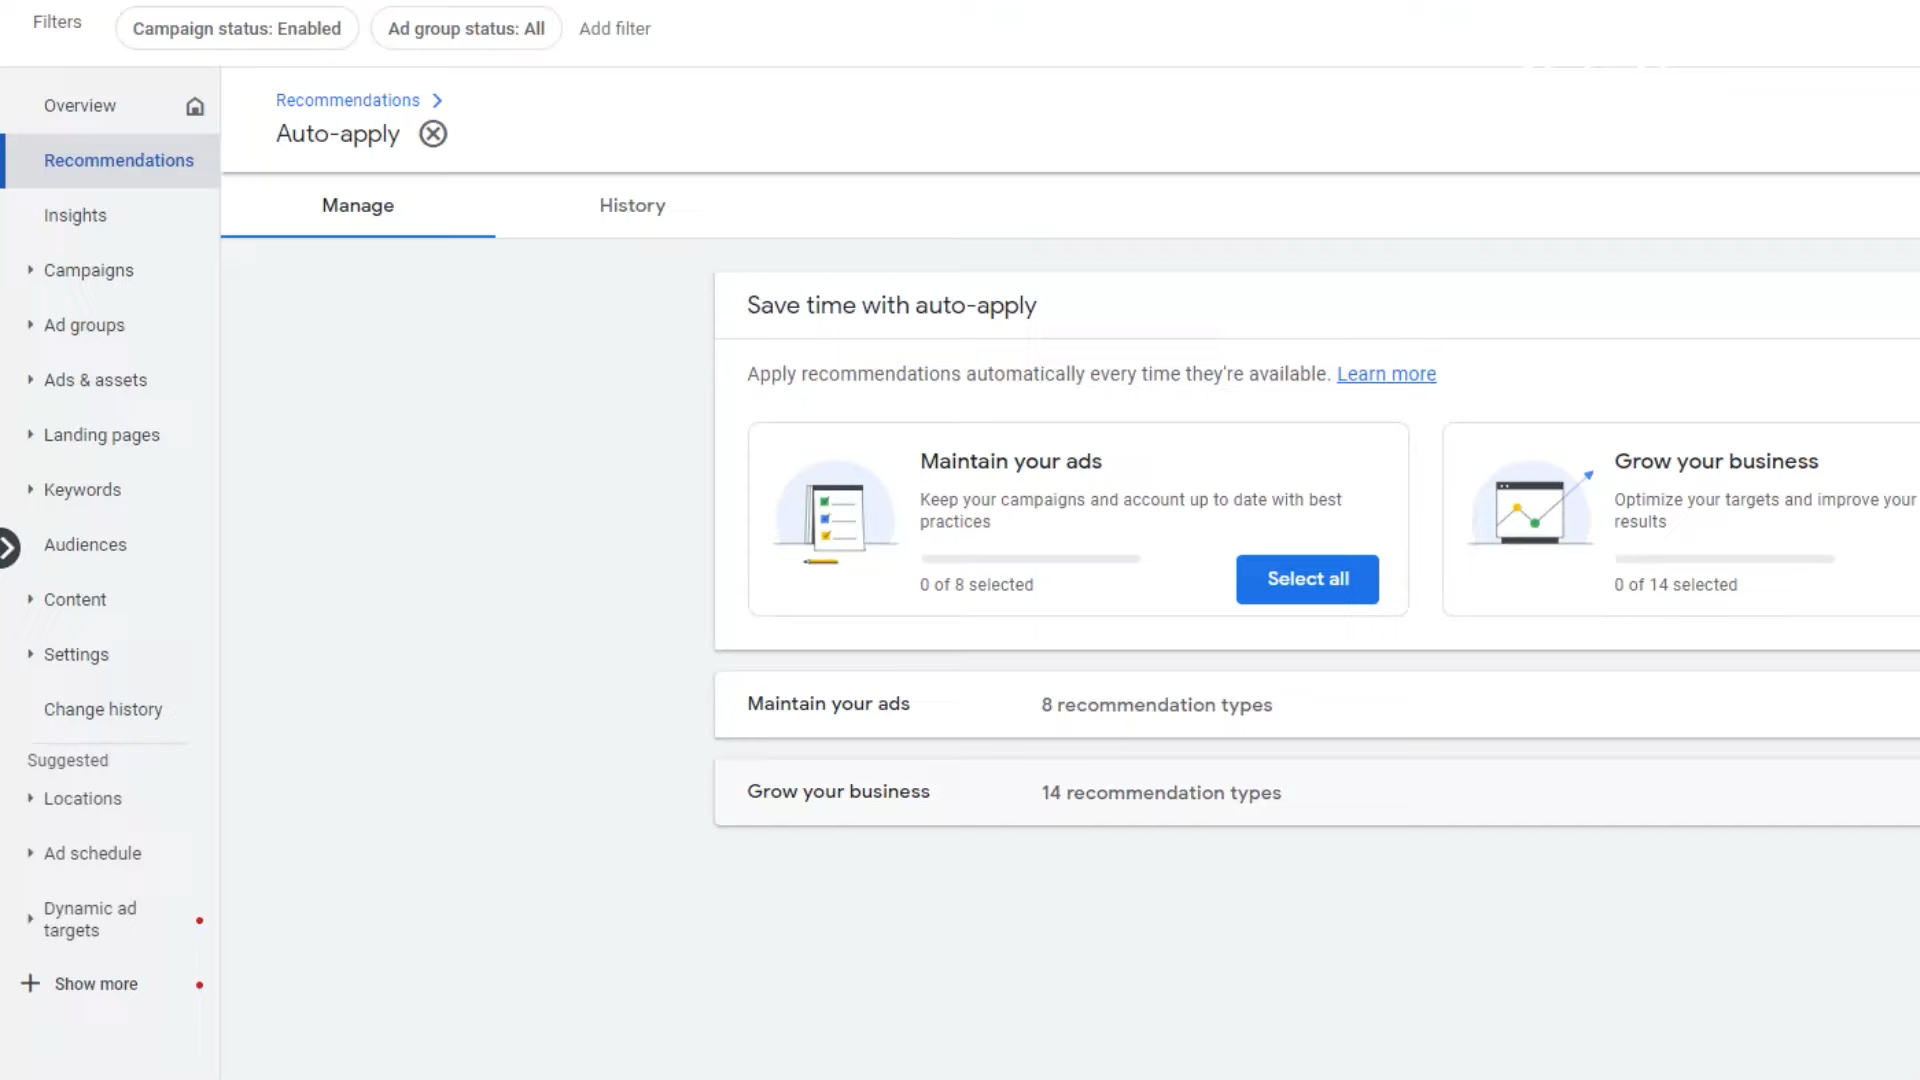 Filters
Campaign status: Enabled
Ad group status: All
Add filter
Overview
Recommendations
Insights
Campaigns
Ad groups
Ads & assets
Landing pages
Keywords
Audiences
Content
Settings
Change history
Suggested
Locations
Ad schedule
Dynamic ad
targets
Show more
Recommendations
Auto-apply
Manage
History
Save time with auto-apply
Apply recommendations automatically every time they're available. Learn more
Maintain your ads
Keep your campaigns and account up to date with best
practices
0 of 8 selected
Select all
Grow your business
Optimize your targets and improve your
results
0 of 14 selected
Maintain your ads
8 recommendation types
Grow your business
14 recommendation types